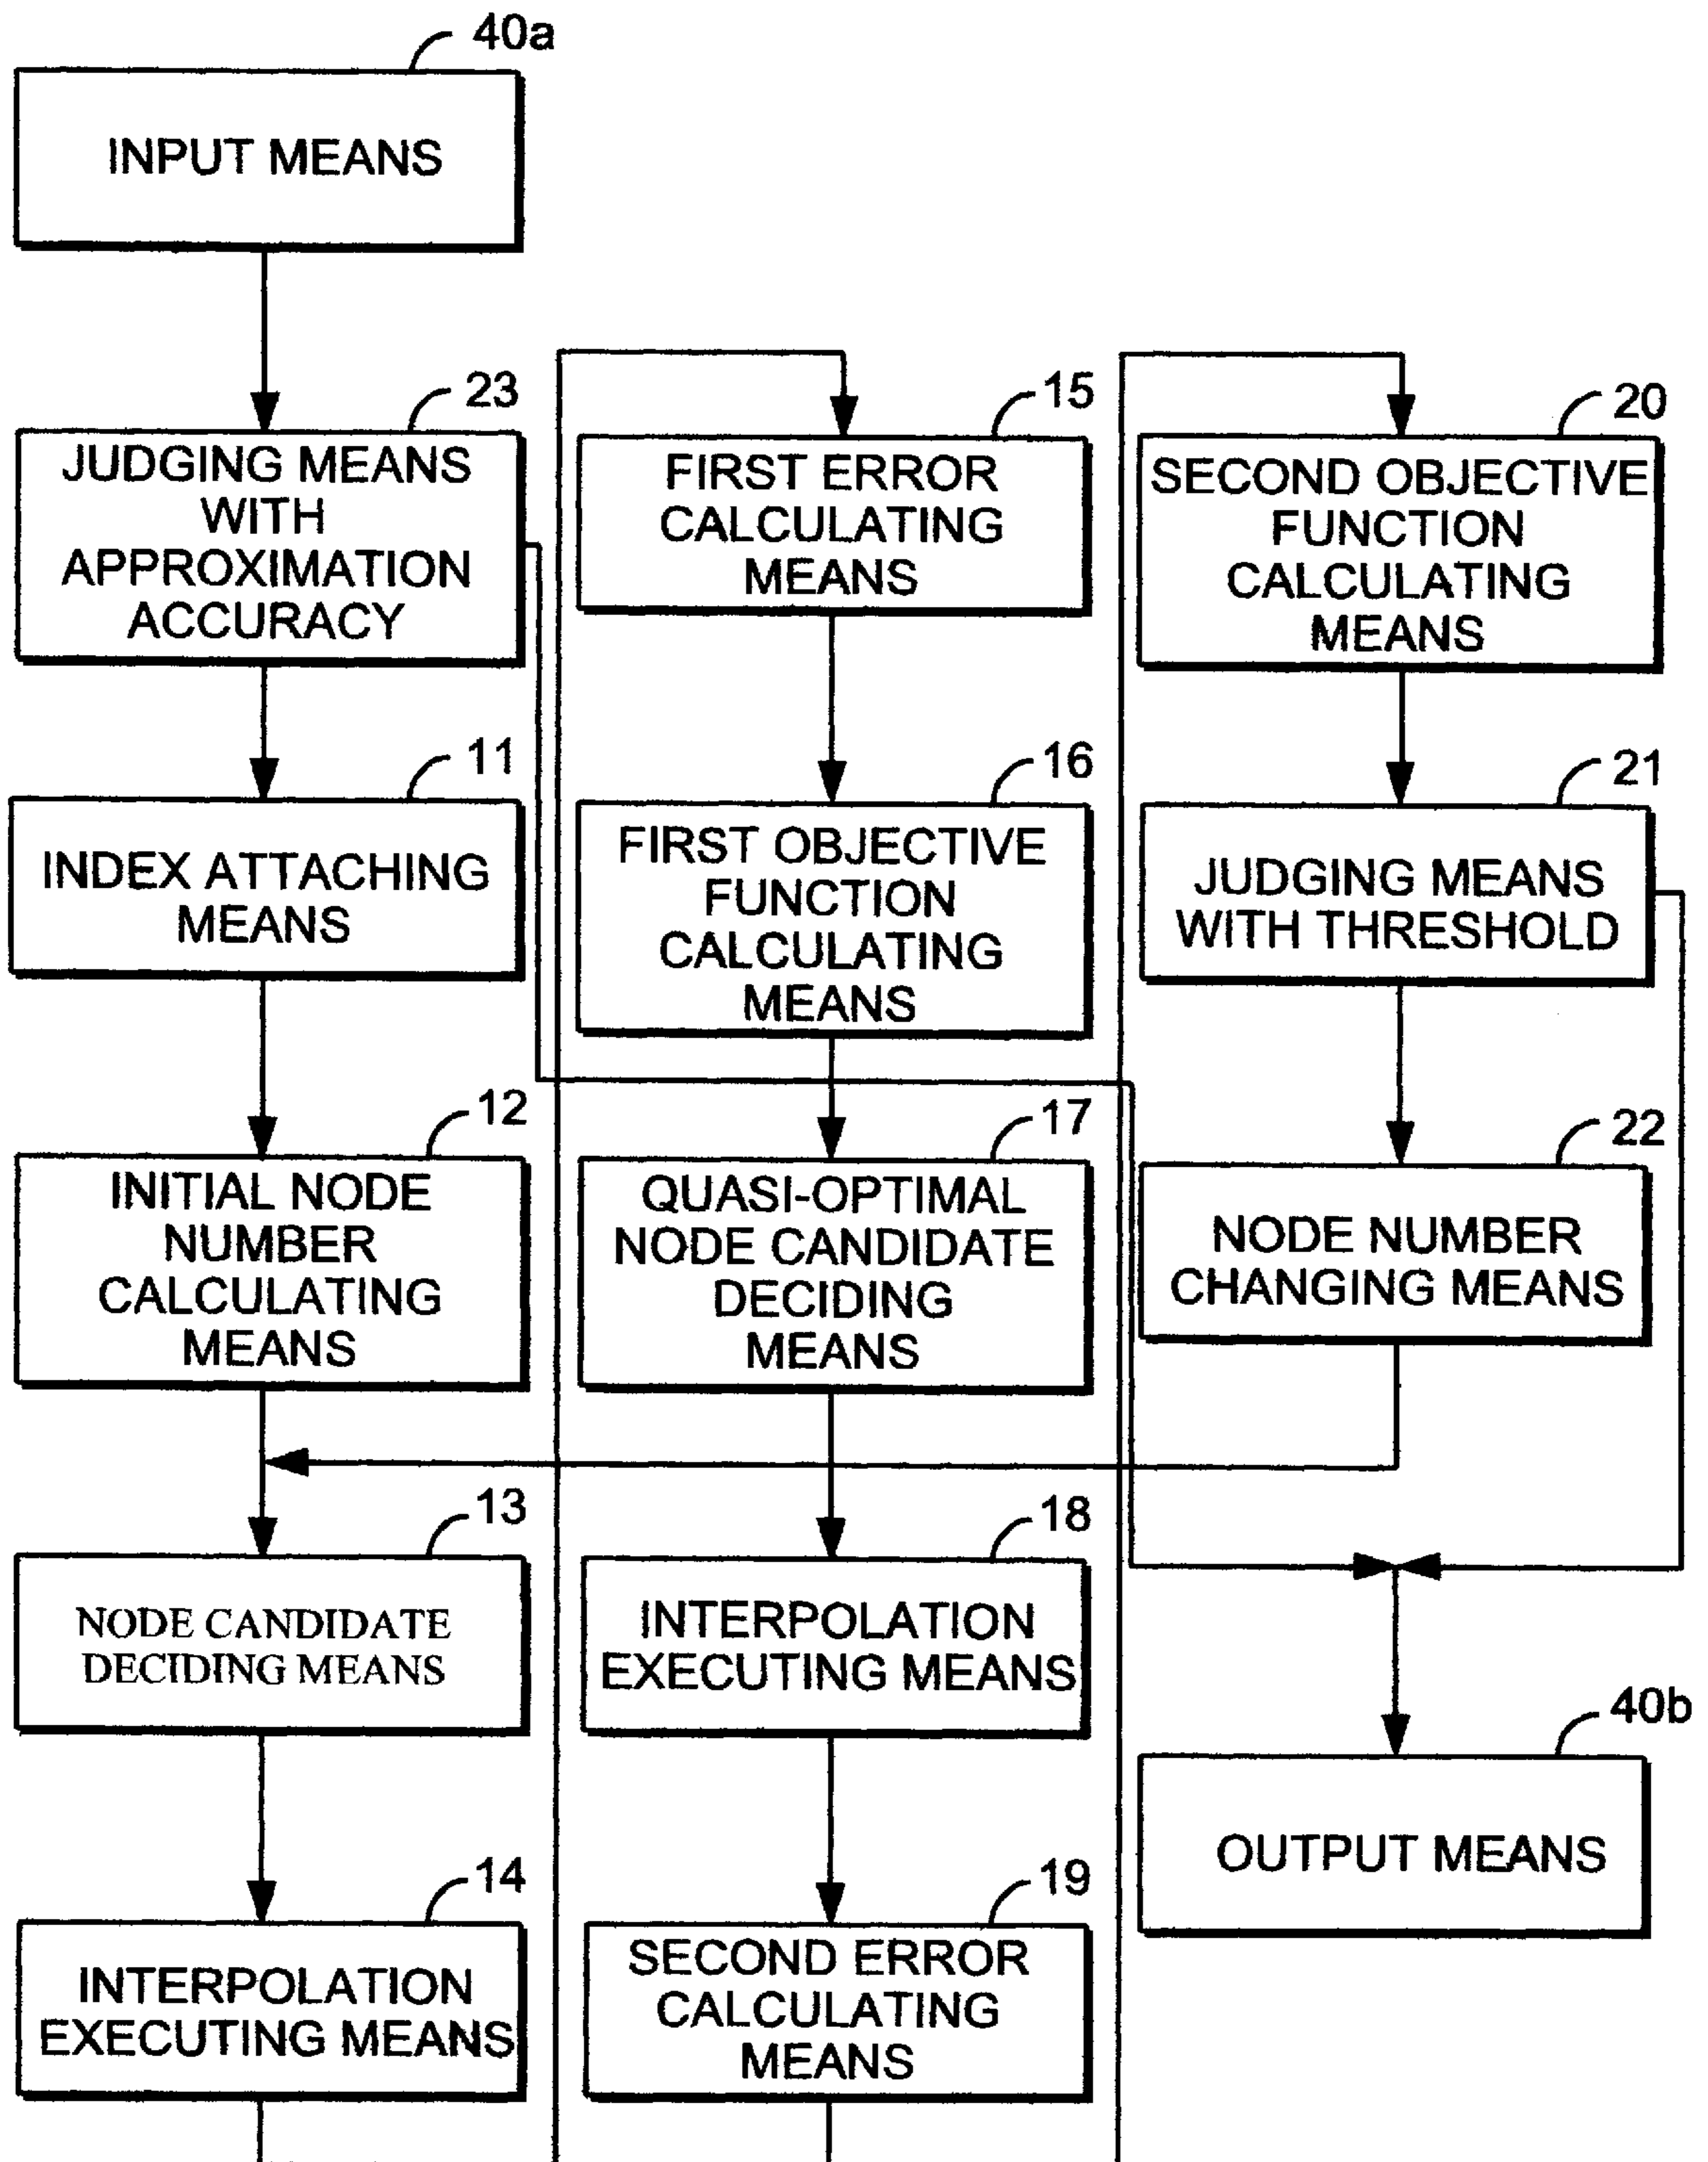 40a
INPUT MEANS
23
JUDGING MEANS
WITH
APPROXIMATION
ACCURACY
11
INDEX ATTACHING
MEANS
12
INITIAL NODE
NUMBER
CALCULATING
MEANS
13
NODE CANDIDATE
DECIDING MEANS
14
INTERPOLATION
EXECUTING MEANS
15
FIRST ERROR
CALCULATING
MEANS
16
FIRST OBJECTIVE
FUNCTION
CALCULATING
MEANS
17
QUASI-OPTIMAL
NODE CANDIDATE
DECIDING
MEANS
18
INTERPOLATION
EXECUTING MEANS
19
SECOND ERROR
CALCULATING
MEANS
20
SECOND OBJECTIVE
FUNCTION
CALCULATING
MEANS
21
JUDGING MEANS
WITH THRESHOLD
22
NODE NUMBER
CHANGING MEANS
40b
OUTPUT MEANS